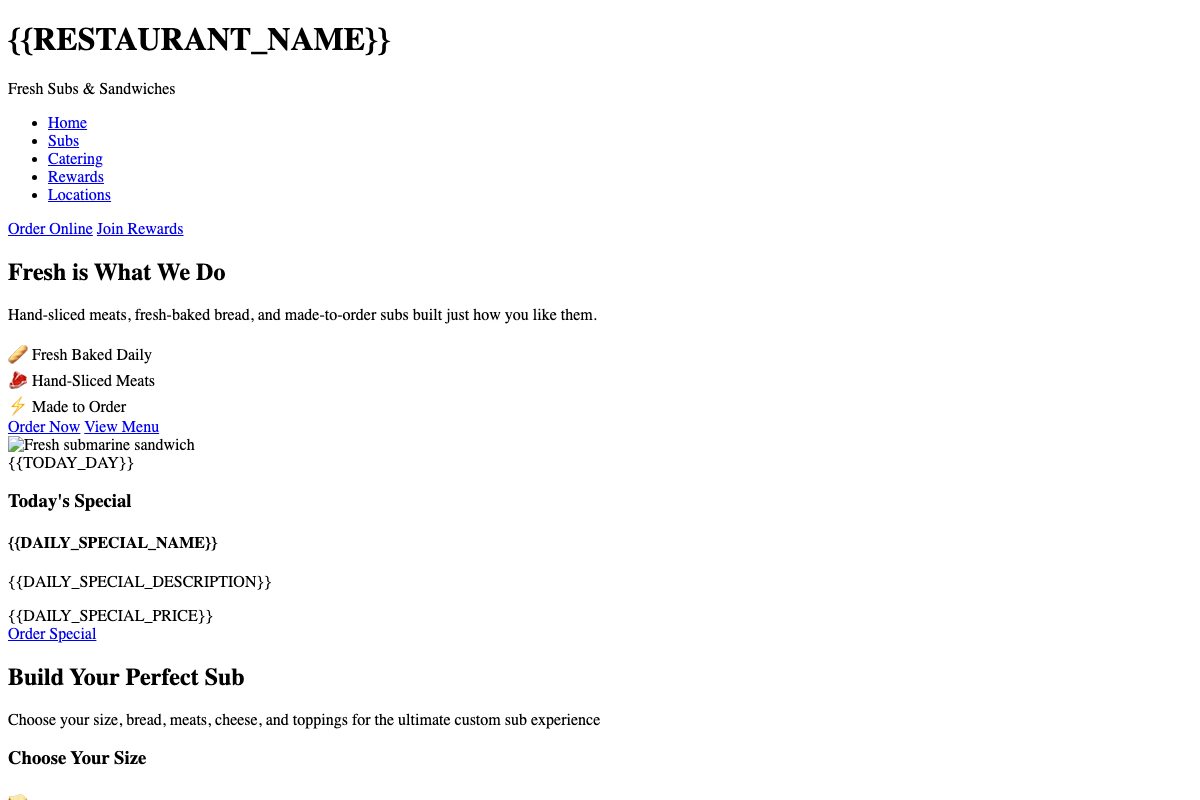 {{RESTAURANT_NAME}}
Fresh Subs & Sandwiches
Home
Subs
Catering
Rewards
Locations
Order Online Join Rewards
Fresh is What We Do
Hand-sliced meats, fresh-baked bread, and made-to-order subs built just how you like them.
🥖 Fresh Baked Daily
🥩 Hand-Sliced Meats
⚡ Made to Order
Order Now View Menu
Fresh submarine sandwich
{{TODAY_DAY}}
Today's Special
{{DAILY_SPECIAL_NAME}}
{{DAILY_SPECIAL_DESCRIPTION}}
{{DAILY_SPECIAL_PRICE}}
Order Special
Build Your Perfect Sub
Choose your size, bread, meats, cheese, and toppings for the ultimate custom sub experience
Choose Your Size